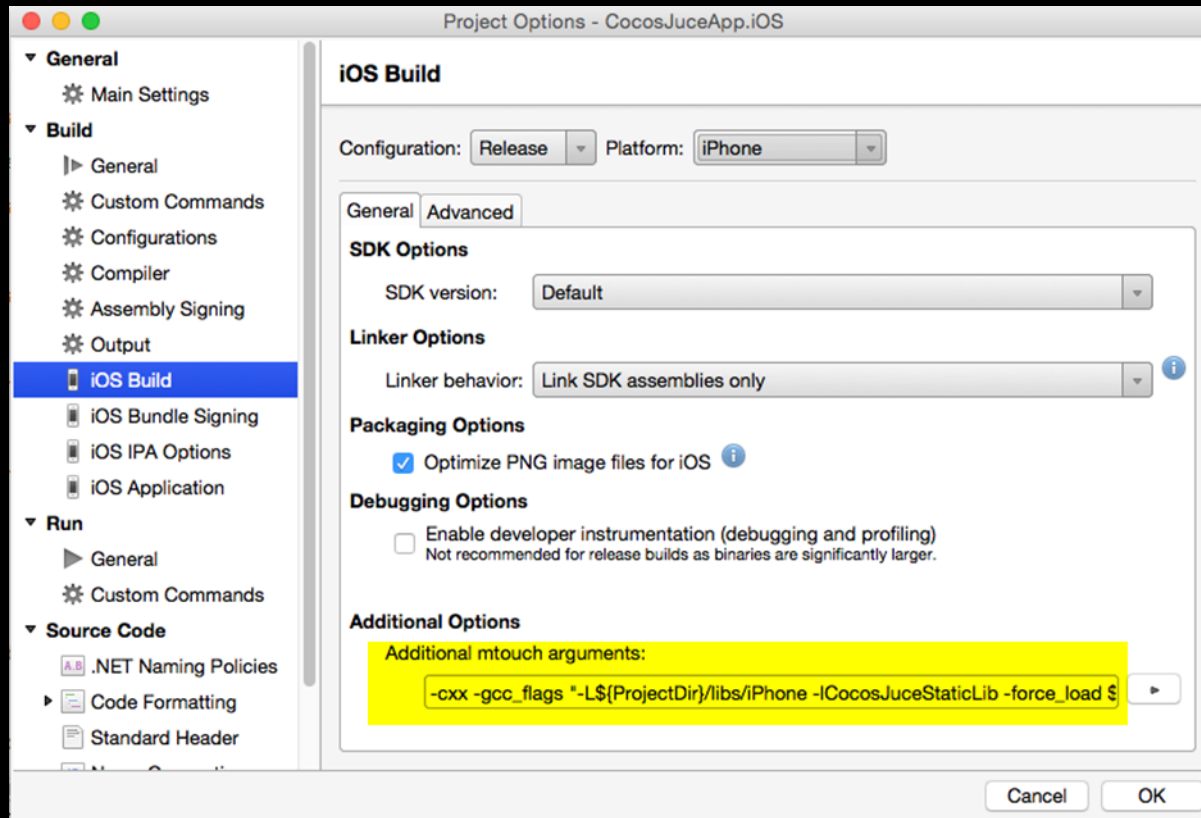 Project Options - CocosJuceApp.iOS
General
Main Settings
Build
General
Custom Commands
Configurations
Compiler
Assembly Signing
Output
iOS Build
iOS Bundle Signing
iOS IPA Options
iOS Application
Run
General
Custom Commands
Source Code
A.B .NET Naming Policies
Code Formatting
Standard Header
iOS Build
Configuration: Release Platform: iPhone
General Advanced
SDK Options
SDK version: Default
Linker Options
Linker behavior: Link SDK assemblies only
Packaging Options
Optimize PNG image files for iOS
Debugging Options
Enable developer instrumentation (debugging and profiling)
Not recommended for release builds as binaries are significantly larger.
Additional Options
Additional mtouch arguments:
-cxx -gcc_flags "-L${ProjectDir}/libs/iPhone -lCocosJuceStaticLib -force_load $
Cancel OK